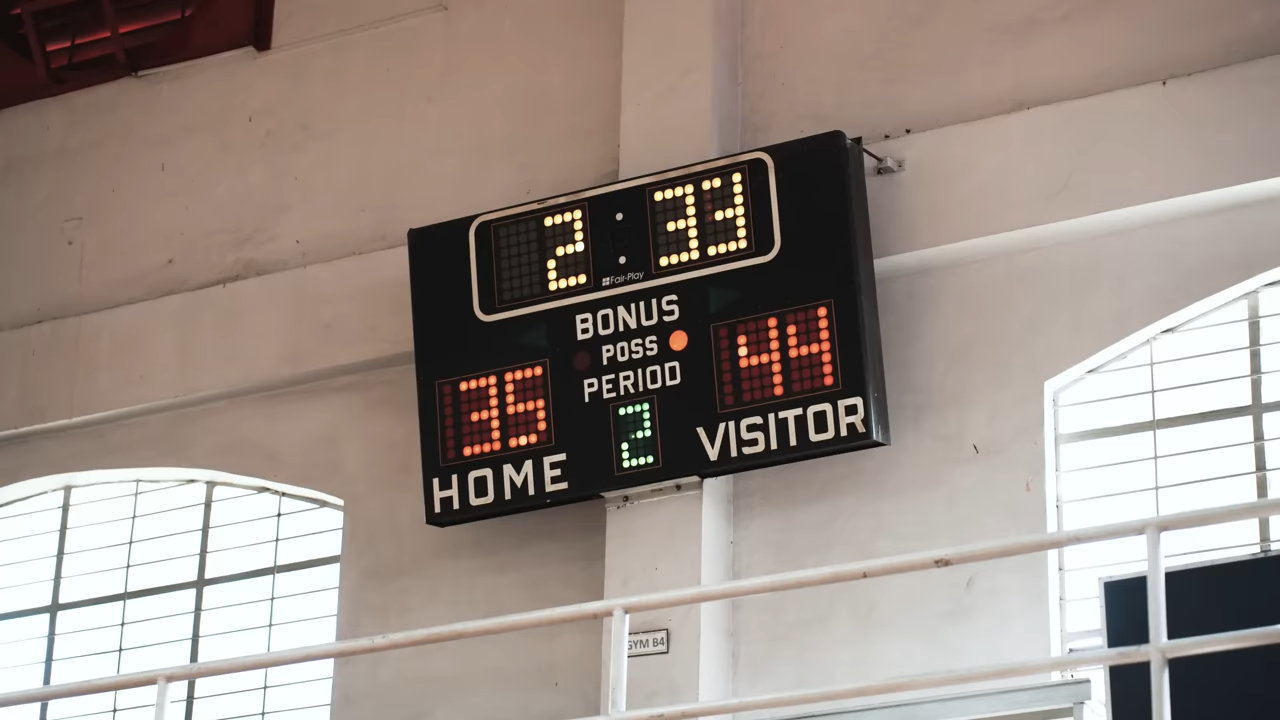 2:33
Fair-Play
BONUS
POSS
PERIOD
35
44
2
HOME
VISITOR
GYM B4